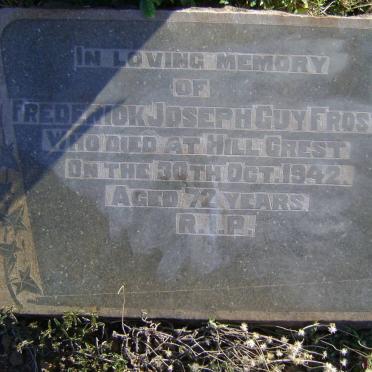 IN LOVING MEMORY
OF
FREDERICK JOSEPH GUY FROS
WHO DIED AT HILL CREST
ON THE 30TH OCT. 1942.
AGED 72 YEARS
R.I.P.